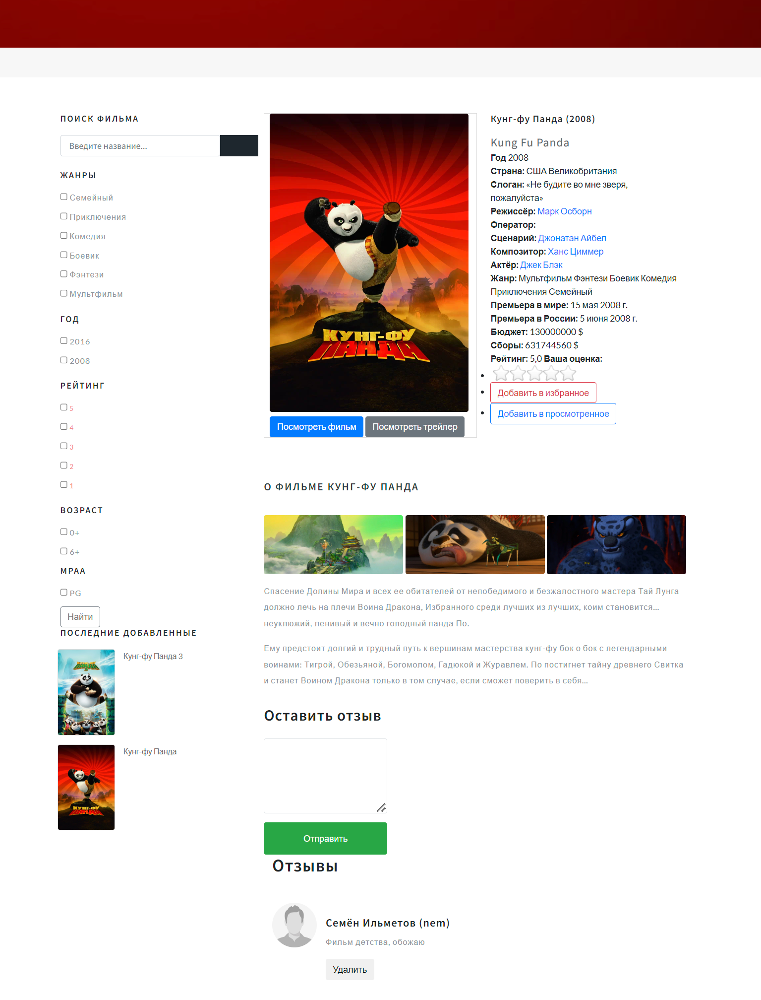 ПОИСК ФИЛЬМА
Введите название...
ЖАНРЫ
Семейный
Приключения
Комедия
Боевик
Фэнтези
Мультфильм
ГОД
2016
2008
РЕЙТИНГ
5
4
3
2
1
ВОЗРАСТ
0+
6+
MPAA
PG
Найти
ПОСЛЕДНИЕ ДОБАВЛЕННЫЕ
Кунг-фу Панда 3
Кунг-фу Панда
КУНГ-ФУ
ПАНДА
КУНГ-ФУ
ПАНДА
Посмотреть фильм
Посмотреть трейлер
Кунг-фу Панда (2008)
Kung Fu Panda
Год 2008
Страна: США Великобритания
Слоган: «Не будите во мне зверя,
пожалуйста»
Режиссёр: Марк Осборн
Оператор:
Сценарий: Джонатан Айбел
Композитор: Ханс Циммер
Актёр: Джек Блэк
Жанр: Мультфильм Фэнтези Боевик Комедия
Приключения Семейный
Премьера в мире: 15 мая 2008 г.
Премьера в России: 5 июня 2008 г.
Бюджет: 130000000 $
Сборы: 631744560 $
Рейтинг: 5,0 Ваша оценка:
Добавить в избранное
Добавить в просмотренное
О ФИЛЬМЕ КУНГ-ФУ ПАНДА
Спасение Долины Мира и всех ее обитателей от непобедимого и безжалостного мастера Тай Лунга
должно лечь на плечи Воина Дракона, Избранного среди лучших из лучших, коим становится...
неуклюжий, ленивый и вечно голодный панда По.
Ему предстоит долгий и трудный путь к вершинам мастерства кунг-фу бок о бок с легендарными
воинами: Тигрой, Обезьяной, Богомолом, Гадюкой и Журавлем. По постигнет тайну древнего Свитка
и станет Воином Дракона только в том случае, если сможет поверить в себя...
Оставить отзыв
Отправить
Отзывы
Семён Ильметов (nem)
Фильм детства, обожаю
Удалить